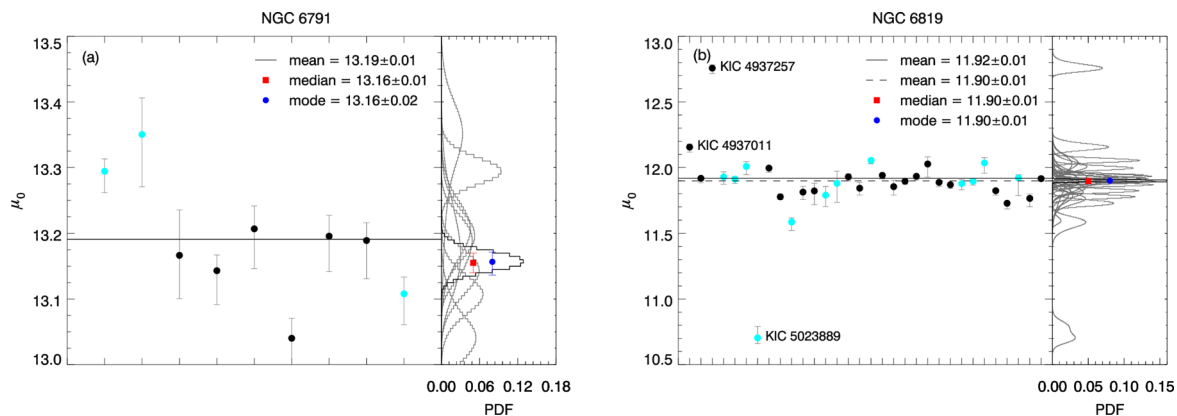 NGC 6791
(a)
mean = 13.19±0.01
median = 13.16±0.01
mode = 13.16±0.02
13.5
13.4
13.3
13.2
13.1
13.0
μ0
0.00 0.06 0.12 0.18
PDF
NGC 6819
(b)
KIC 4937257
mean = 11.92±0.01
mean = 11.90±0.01
median = 11.90±0.01
mode = 11.90±0.01
KIC 4937011
KIC 5023889
13.0
12.5
12.0
11.5
11.0
10.5
μ0
0.00 0.05 0.10 0.15
PDF